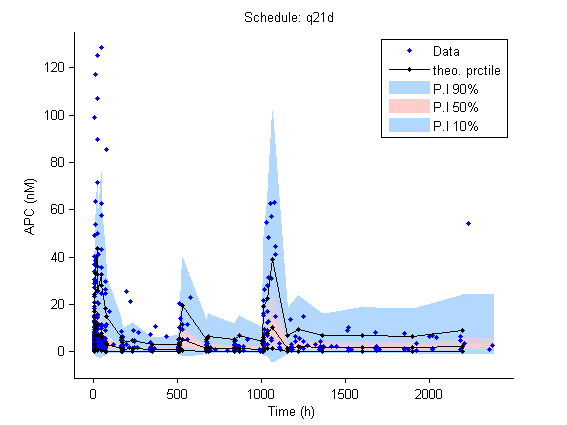 Schedule: q21d
Data
theo. prctile
P.I 90%
P.I 50%
P.I 10%
120
100
80
60
40
20
0
APC (nM)
0
500
1000
1500
2000
Time (h)